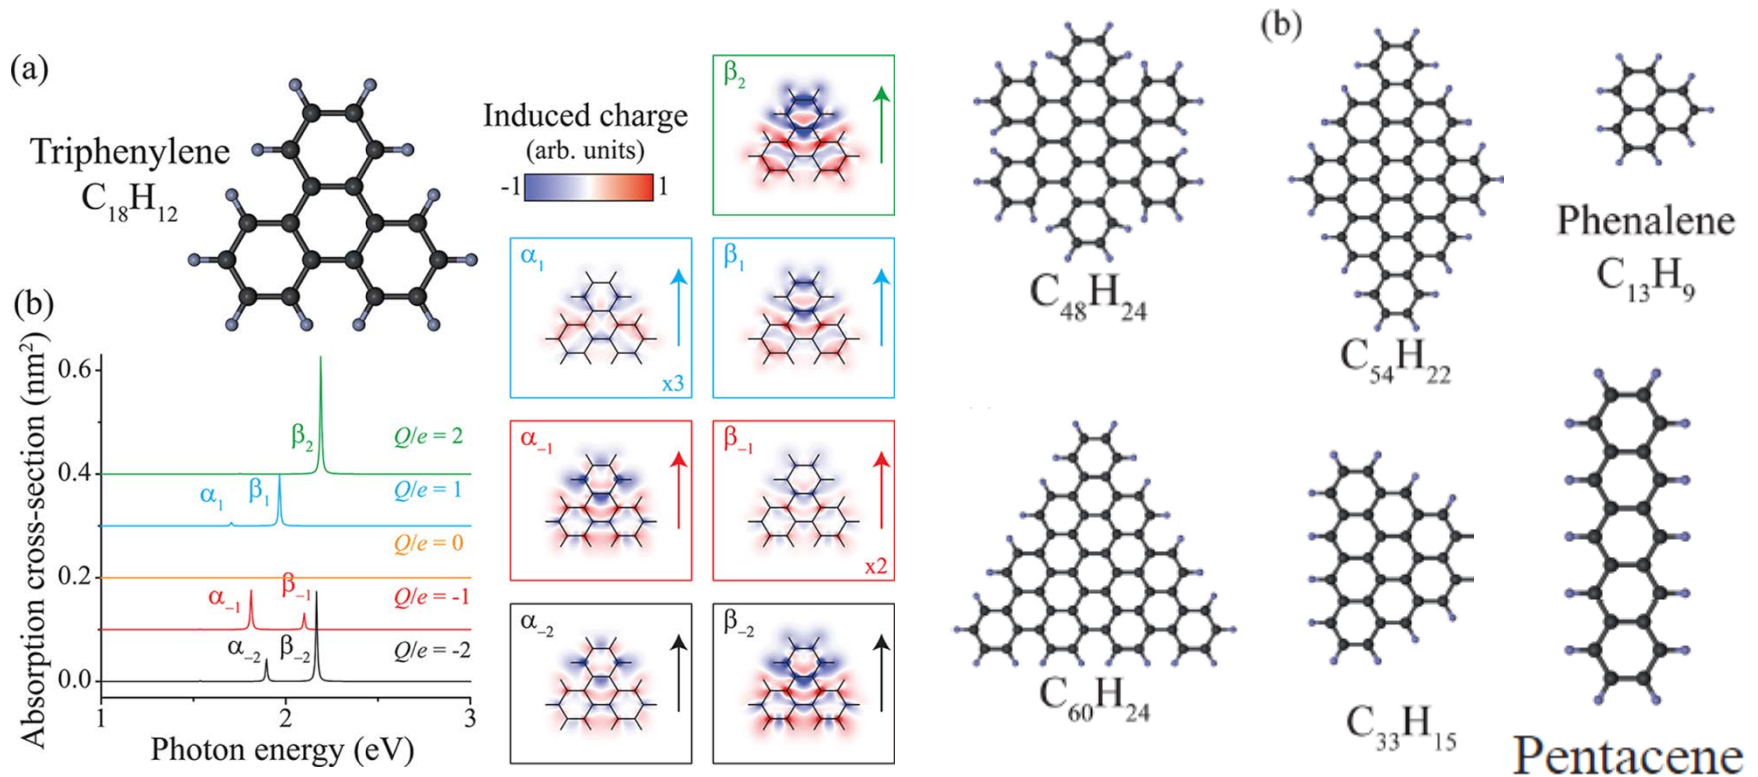 (a)
Triphenylene
C₁₈H₁₂
Induced charge
(arb. units)
-1
1
β₂
α₁
x3
β₁
α₋₁
β₋₁
x2
α₋₂
β₋₂
(b)
Absorption cross-section (nm²)
0.6
0.4
0.2
0.0
β₂
Q/e = 2
α₁
β₁
Q/e = 1
Q/e = 0
α₋₁
β₋₁
Q/e = -1
α₋₂
β₋₂
Q/e = -2
1
2
3
Photon energy (eV)
C₄₈H₂₄
(b)
C₅₄H₂₂
Phenalene
C₁₃H₉
C₆₀H₂₄
C₃₃H₁₅
Pentacene